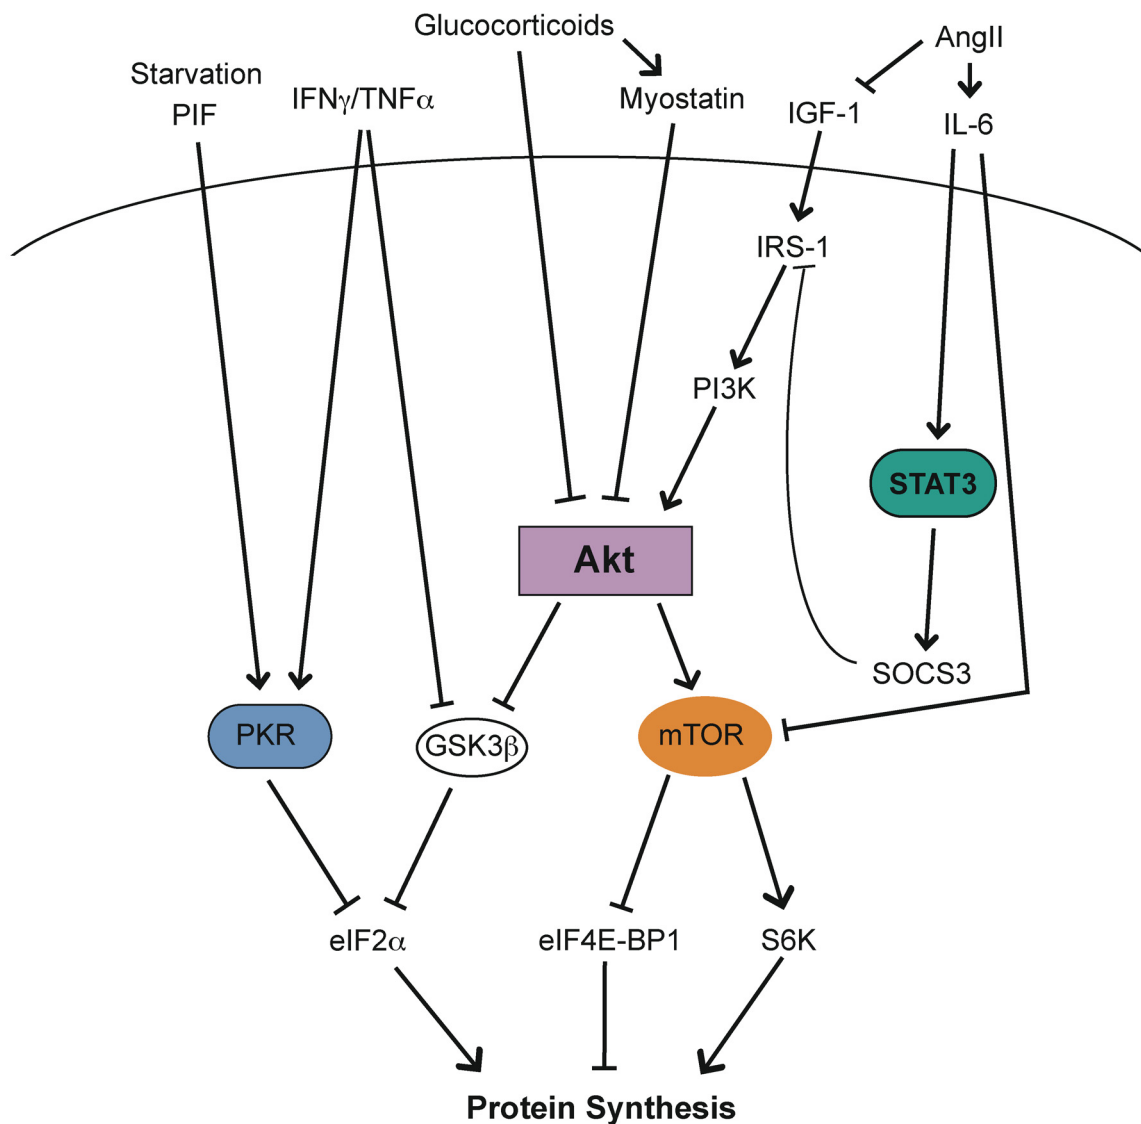 Glucocorticoids
AngII
Starvation
PIF
IFNγ/TNFα
Myostatin
IGF-1
IL-6
IRS-1
PI3K
STAT3
Akt
SOCS3
PKR
GSK3β
mTOR
eIF2α
eIF4E-BP1
S6K
Protein Synthesis